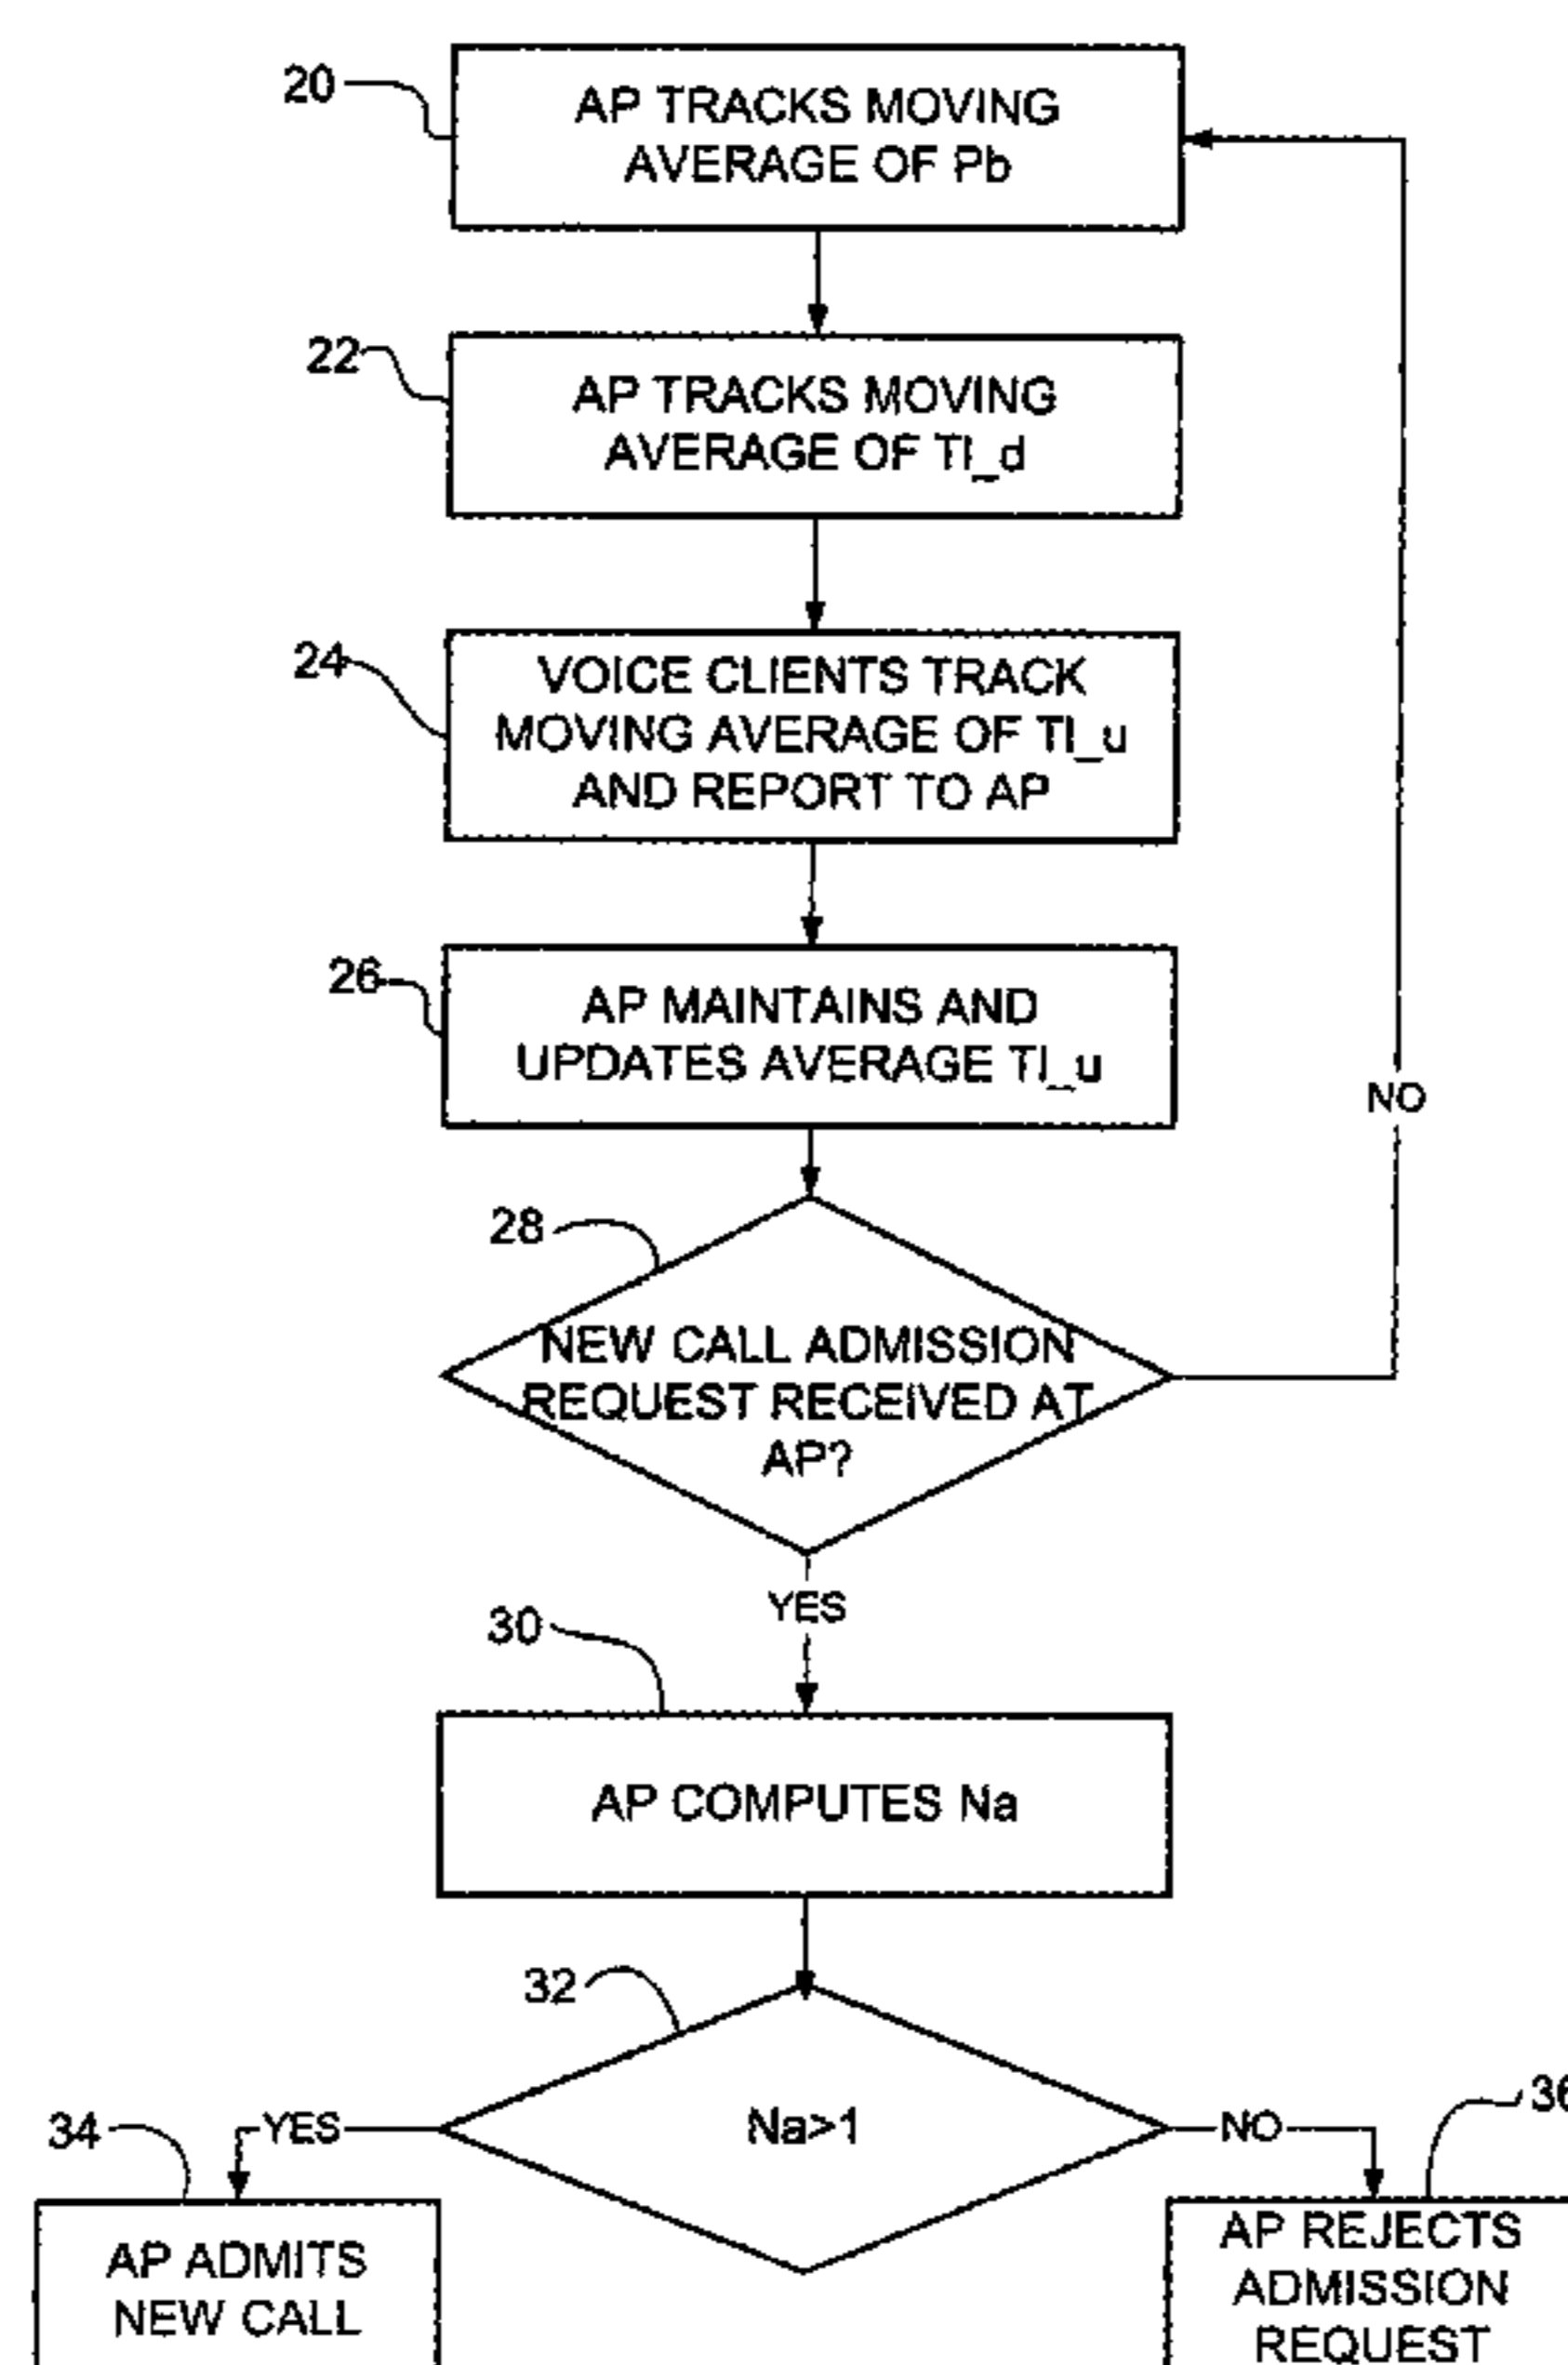 20
AP TRACKS MOVING
AVERAGE OF Pb
22
AP TRACKS MOVING
AVERAGE OF TI_d
24
VOICE CLIENTS TRACK
MOVING AVERAGE OF TI_u
AND REPORT TO AP
26
AP MAINTAINS AND
UPDATES AVERAGE TI_u
NO
28
NEW CALL ADMISSION
REQUEST RECEIVED AT
AP?
YES
30
AP COMPUTES Na
32
Na>1
34
YES
NO
36
AP ADMITS
NEW CALL
AP REJECTS
ADMISSION
REQUEST